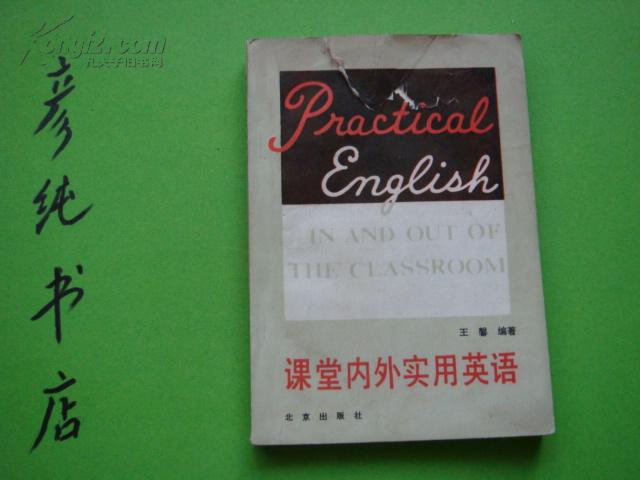 Kongfz.com
孔夫子旧书网
彦纯书店
Practical
English
IN AND OUT OF
THE CLASSROOM
王馨 编著
课堂内外实用英语
北京出版社